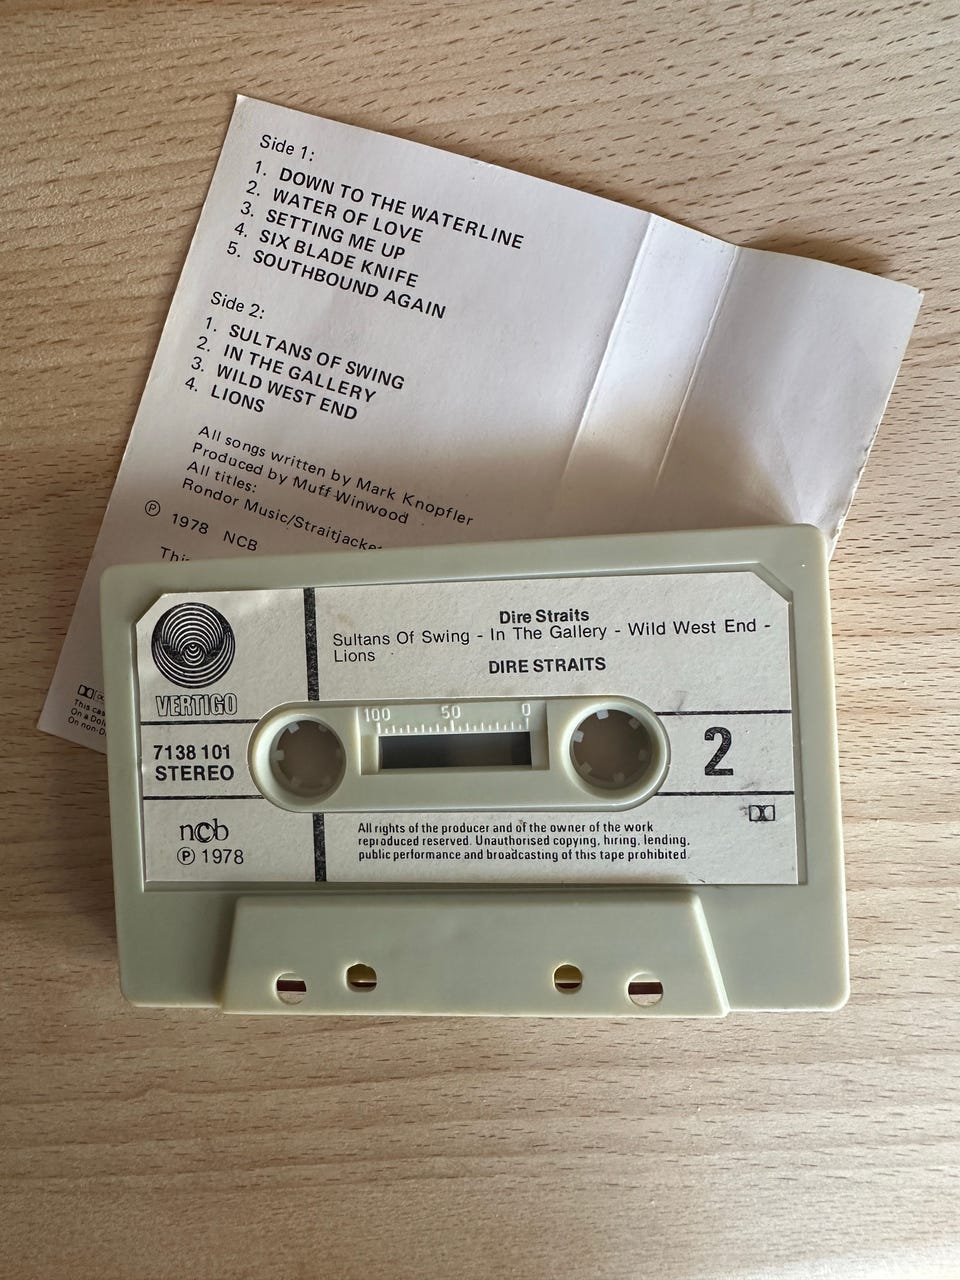 Side 1:
1. DOWN TO THE WATERLINE
2. WATER OF LOVE
3. SETTING ME UP
4. SIX BLADE KNIFE
5. SOUTHBOUND AGAIN
Side 2:
1. SULTANS OF SWING
2. IN THE GALLERY
3. WILD WEST END
4. LIONS
All songs written by Mark Knopfler
Produced by Muff Winwood
All titles:
Rondor Music/Straitjacket
Ⓟ 1978 NCB
This
On a Dol
On non-D
VERTIGO
Dire Straits
Sultans Of Swing - In The Gallery - Wild West End -
Lions
DIRE STRAITS
100 50 0
7138 101
STEREO
2
ncb
Ⓟ 1978
All rights of the producer and of the owner of the work
reproduced reserved. Unauthorised copying, hiring, lending,
public performance and broadcasting of this tape prohibited.